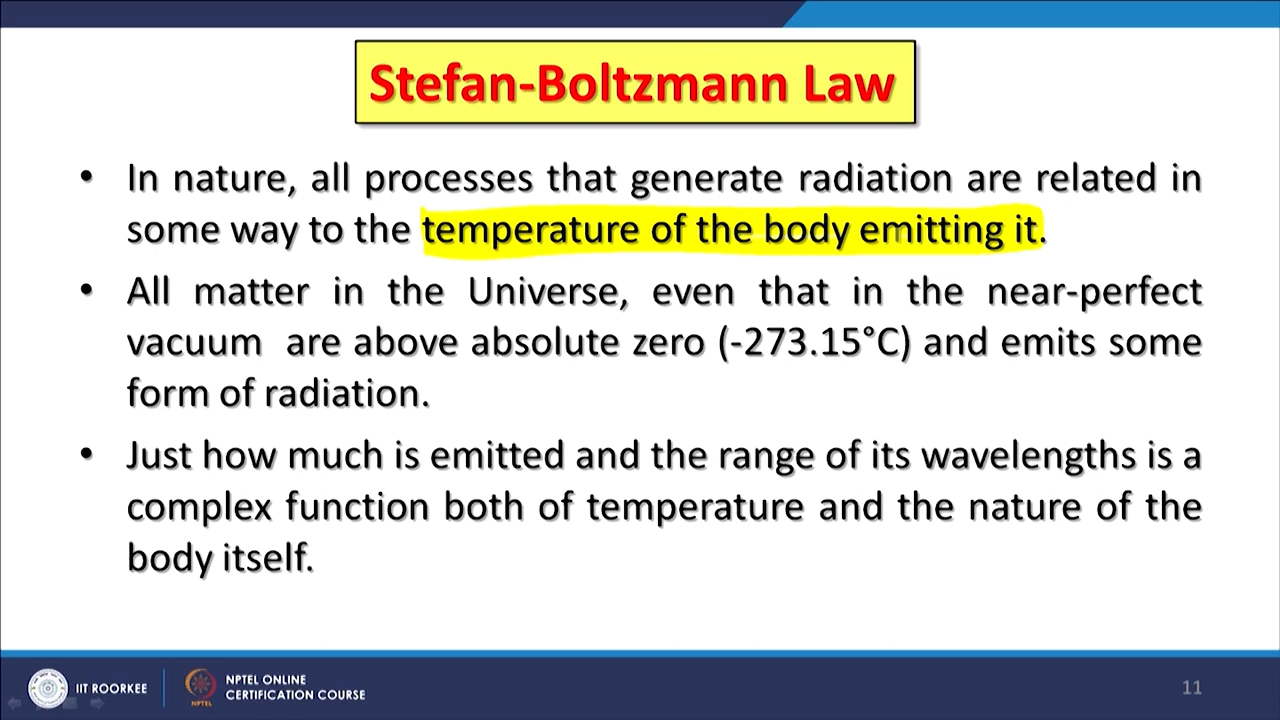 Stefan-Boltzmann Law
• In nature, all processes that generate radiation are related in
some way to the temperature of the body emitting it.
• All matter in the Universe, even that in the near-perfect
vacuum are above absolute zero (-273.15°C) and emits some
form of radiation.
• Just how much is emitted and the range of its wavelengths is a
complex function both of temperature and the nature of the
body itself.
IIT ROORKEE
NPTEL
NPTEL ONLINE
CERTIFICATION COURSE
11